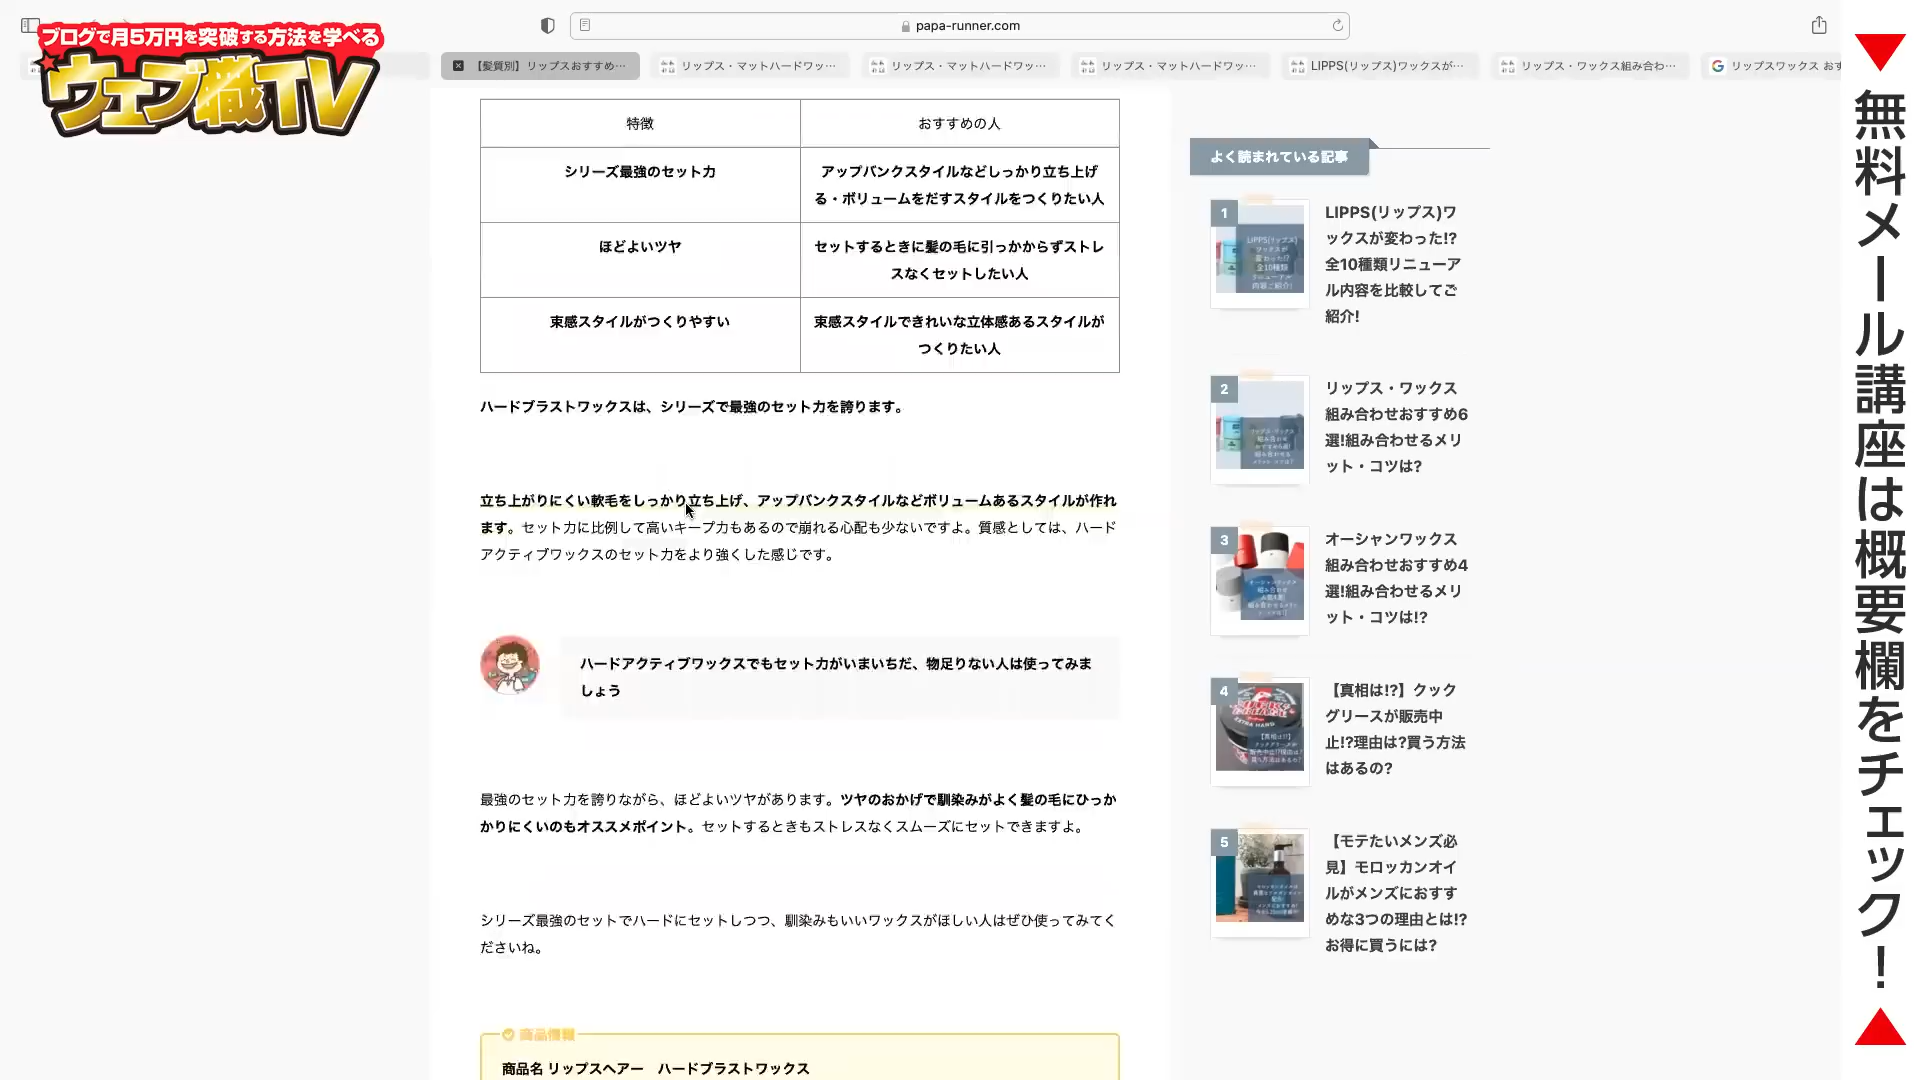 ブログで月5万円を突破する方法を学べる
ウェブ職TV
papa-runner.com
【髪質別】リップスおすすめ…
リップス・マットハードワッ…
リップス・マットハードワッ…
リップス・マットハードワッ…
LIPPS(リップス)ワックスが…
リップス・ワックス組み合わ…
リップスワックス おす
特徴
おすすめの人
シリーズ最強のセット力
アップバンクスタイルなどしっかり立ち上げ
る・ボリュームをだすスタイルをつくりたい人
ほどよいツヤ
セットするときに髪の毛に引っかからずストレ
スなくセットしたい人
束感スタイルがつくりやすい
束感スタイルできれいな立体感あるスタイルが
つくりたい人
ハードブラストワックスは、シリーズで最強のセット力を誇ります。
立ち上がりにくい軟毛をしっかり立ち上げ、アップバンクスタイルなどボリュームあるスタイルが作れ
ます。セット力に比例して高いキープ力もあるので崩れる心配も少ないですよ。質感としては、ハード
アクティブワックスのセット力をより強くした感じです。
ハードアクティブワックスでもセット力がいまいちだ、物足りない人は使ってみま
しょう
最強のセット力を誇りながら、ほどよいツヤがあります。ツヤのおかげで馴染みがよく髪の毛にひっか
かりにくいのもオススメポイント。セットするときもストレスなくスムーズにセットできますよ。
シリーズ最強のセットでハードにセットしつつ、馴染みもいいワックスがほしい人はぜひ使ってみてく
ださいね。
商品情報
商品名 リップスヘアー　ハードブラストワックス
よく読まれている記事
1
LIPPS(リップス)ワ
ックスが変わった!?
全10種類リニューア
ル内容を比較してご
紹介!
2
リップス・ワックス
組み合わせおすすめ6
選!組み合わせるメリ
ット・コツは?
3
オーシャンワックス
組み合わせおすすめ4
選!組み合わせるメリ
ット・コツは!?
4
【真相は!?】クック
グリースが販売中
止!?理由は?買う方法
はあるの?
5
【モテたいメンズ必
見】モロッカンオイ
ルがメンズにおすす
めな3つの理由とは!?
お得に買うには?
無料メール講座は概要欄をチェック！